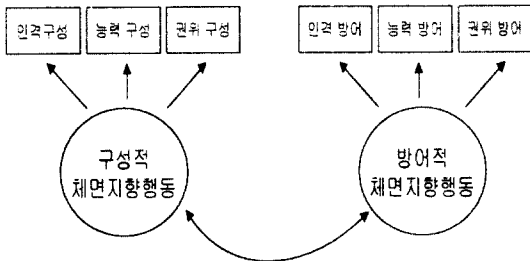 인격 구성 능력 구성 권위 구성 인격 방어 능력 방어 권위 방어
구성적
체면지향행동
방어적
체면지향행동